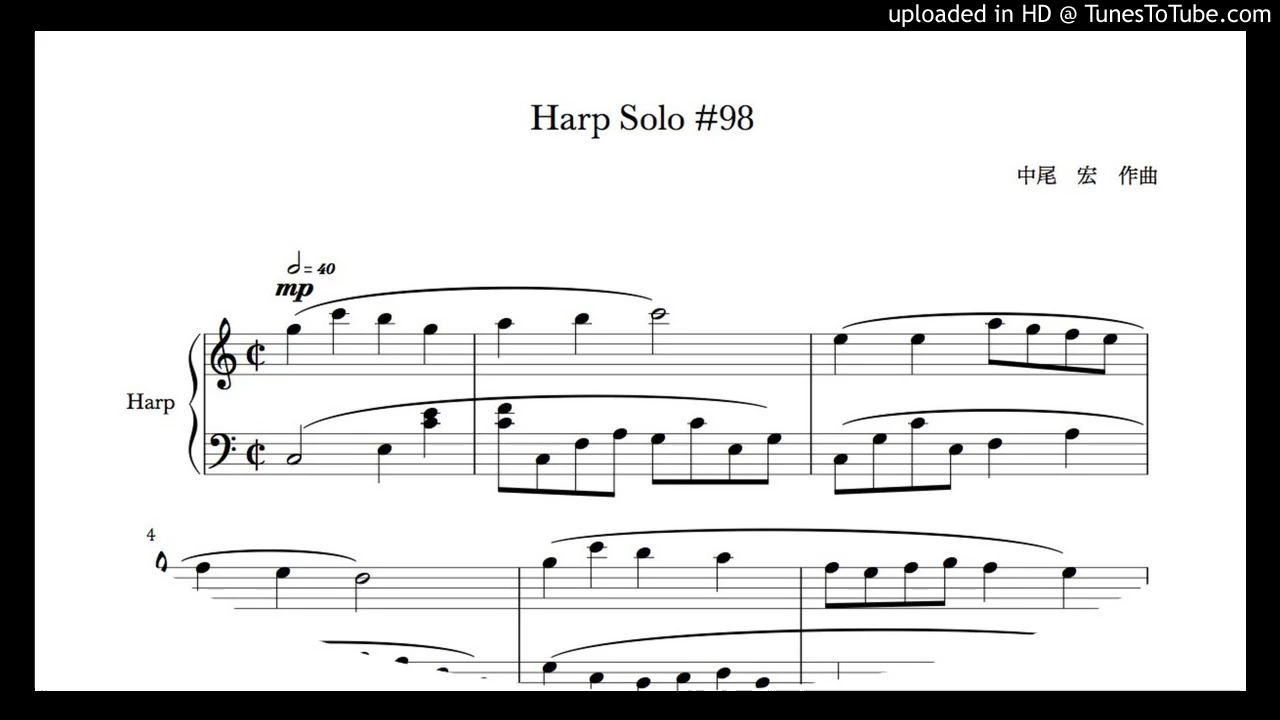 uploaded in HD @ TunesToTube.com
Harp Solo #98
中尾　宏　作曲
= 40
mp
Harp
4